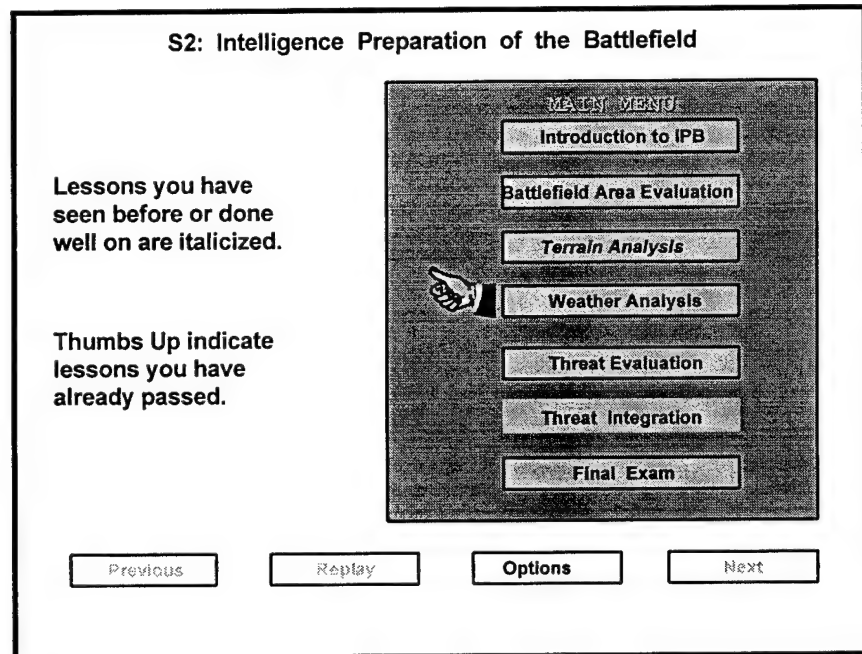 S2: Intelligence Preparation of the Battlefield
Lessons you have
seen before or done
well on are italicized.
Thumbs Up indicate
lessons you have
already passed.
MAIN MENU
Introduction to IPB
Battlefield Area Evaluation
Terrain Analysis
Weather Analysis
Threat Evaluation
Threat Integration
Final Exam
Previous
Replay
Options
Next